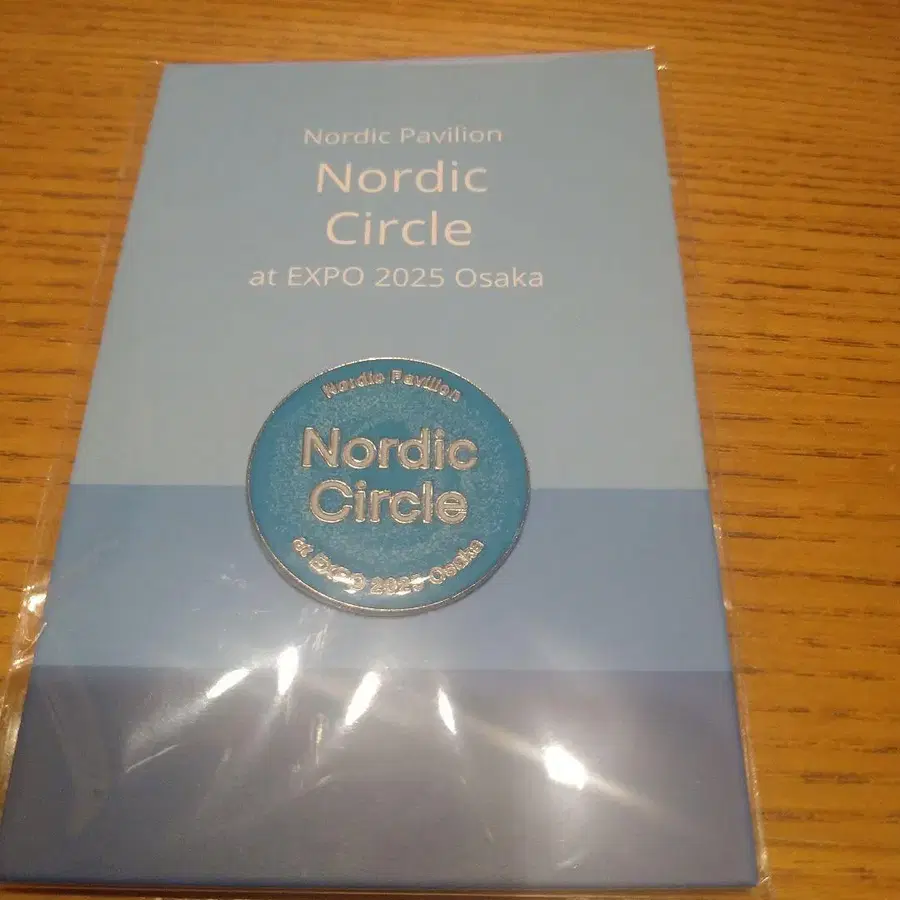 Nordic Pavilion
Nordic
Circle
at EXPO 2025 Osaka
Nordic Pavilion
Nordic
Circle
at EXPO 2025 Osaka